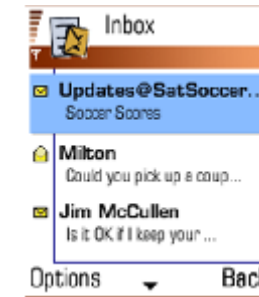 Inbox
Updates@SatSoccer..
Soccer Scores
Milton
Could you pick up a coup...
Jim McCullen
Is it OK if I keep your ...
Options Bac